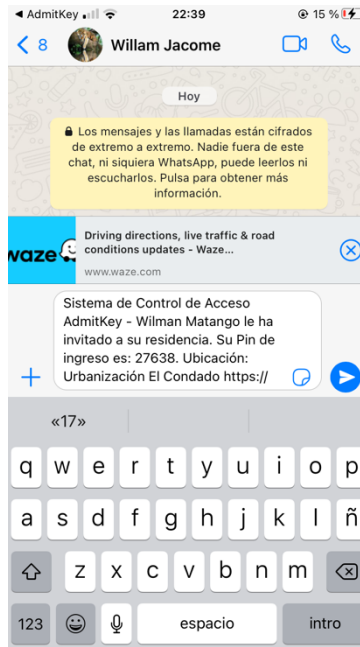 ◀ AdmitKey
22:39
15 %
8
Willam Jacome
Hoy
Los mensajes y las llamadas están cifrados
de extremo a extremo. Nadie fuera de este
chat, ni siquiera WhatsApp, puede leerlos ni
escucharlos. Pulsa para obtener más
información.
waze
Driving directions, live traffic & road
conditions updates - Waze...
www.waze.com
Sistema de Control de Acceso
AdmitKey - Wilman Matango le ha
invitado a su residencia. Su Pin de
ingreso es: 27638. Ubicación:
Urbanización El Condado https://
«17»
q w e r t y u i o p
a s d f g h j k l ñ
z x c v b n m
123 espacio intro